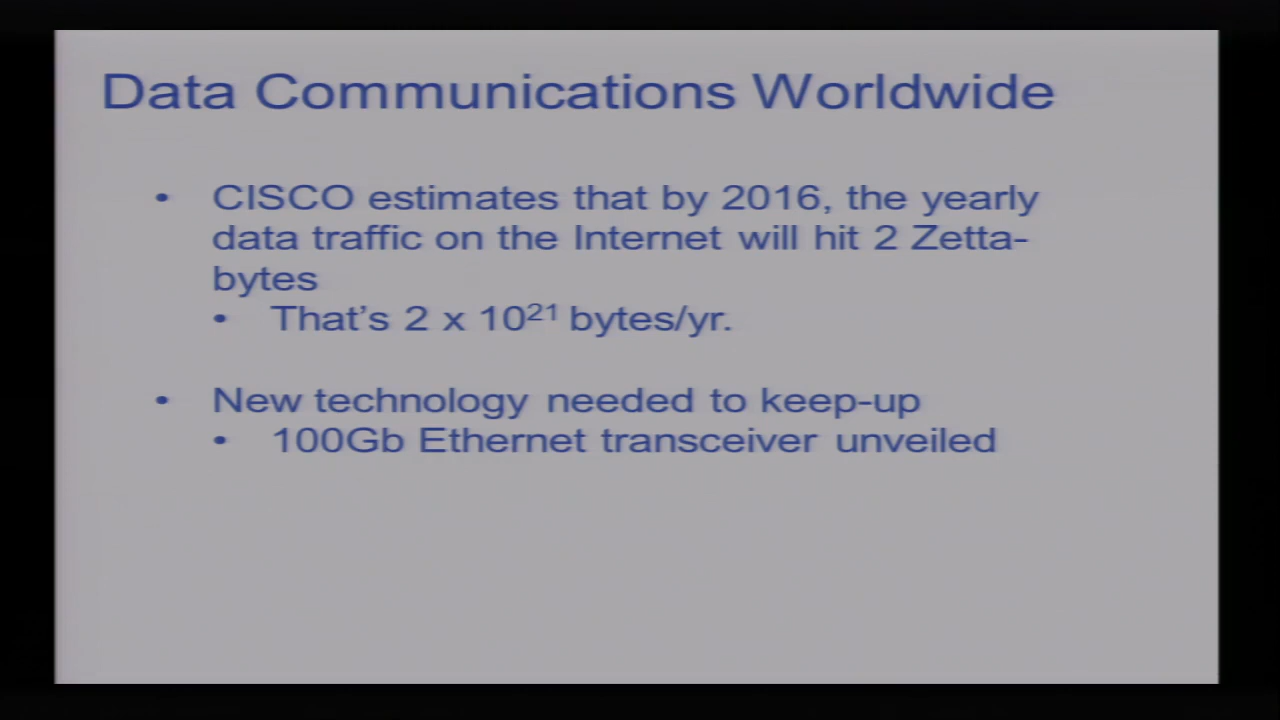 Data Communications Worldwide
• CISCO estimates that by 2016, the yearly
data traffic on the Internet will hit 2 Zetta-
bytes
• That's 2 x 10²¹ bytes/yr.
• New technology needed to keep-up
• 100Gb Ethernet transceiver unveiled